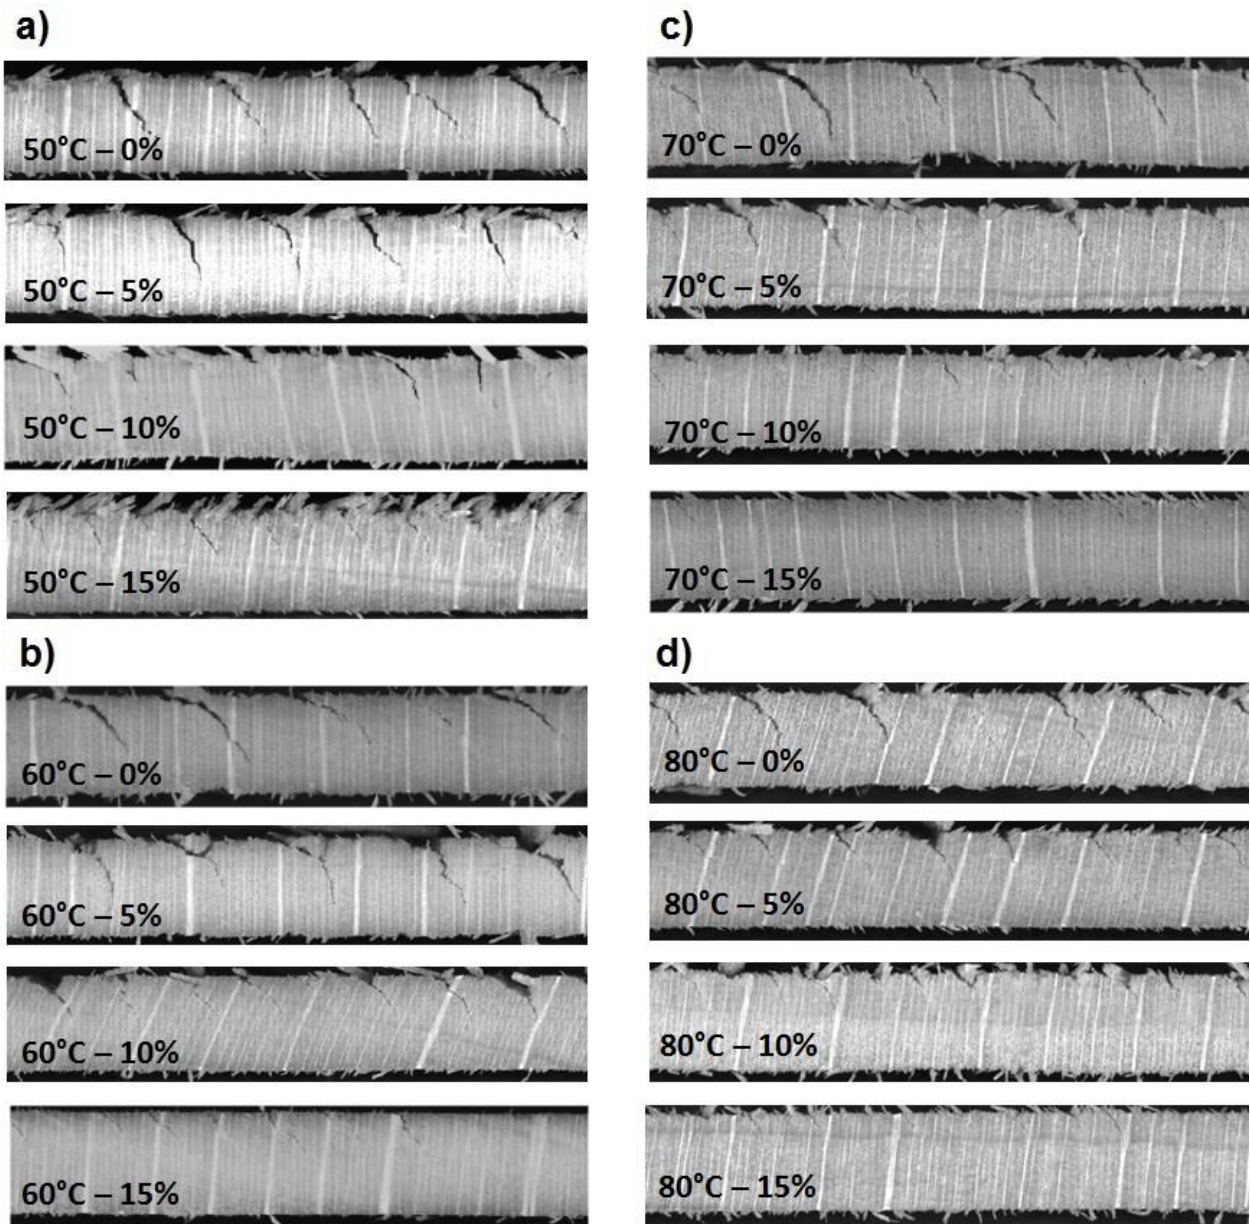 a)
50°C – 0%
50°C – 5%
50°C – 10%
50°C – 15%
b)
60°C – 0%
60°C – 5%
60°C – 10%
60°C – 15%
c)
70°C – 0%
70°C – 5%
70°C – 10%
70°C – 15%
d)
80°C – 0%
80°C – 5%
80°C – 10%
80°C – 15%